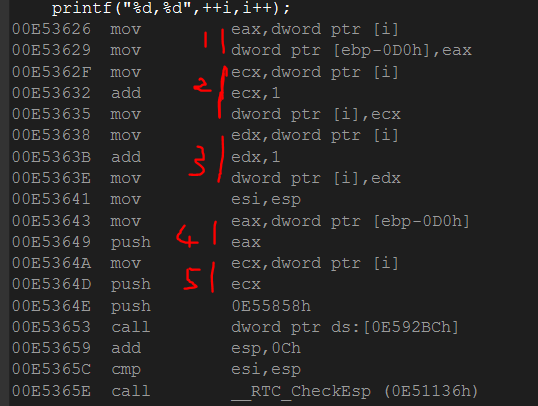 printf("%d,%d",++i,i++);
00E53626 mov eax,dword ptr [i]
00E53629 mov 1 dword ptr [ebp-0D0h],eax
00E5362F mov ecx,dword ptr [i]
00E53632 add 2 ecx,1
00E53635 mov dword ptr [i],ecx
00E53638 mov edx,dword ptr [i]
00E5363B add 3 edx,1
00E5363E mov dword ptr [i],edx
00E53641 mov esi,esp
00E53643 mov eax,dword ptr [ebp-0D0h]
00E53649 push 4 eax
00E5364A mov ecx,dword ptr [i]
00E5364D push 5 ecx
00E5364E push 0E55858h
00E53653 call dword ptr ds:[0E592BCh]
00E53659 add esp,0Ch
00E5365C cmp esi,esp
00E5365E call __RTC_CheckEsp (0E51136h)